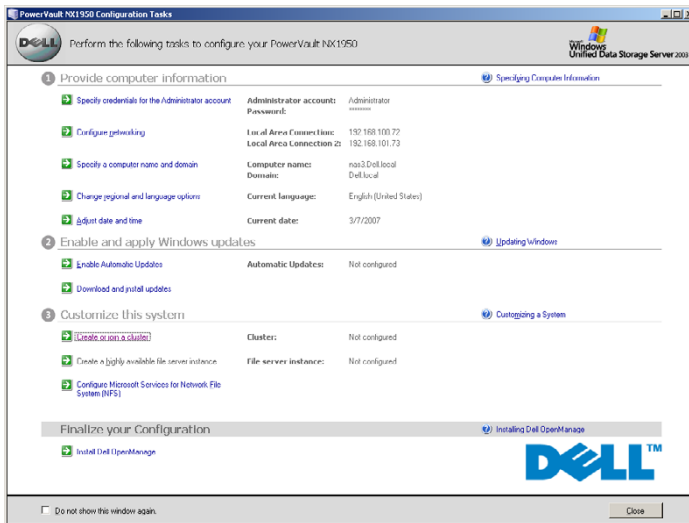 PowerVault NX1950 Configuration Tasks
DELL
Perform the following tasks to configure your PowerVault NX1950
Windows
Unified Data Storage Server 2003
1 Provide computer information
Specifying Computer Information
Specify credentials for the Administrator account
Administrator account: Administrator
Password: ********
Configure networking
Local Area Connection: 192.168.100.72
Local Area Connection 2: 192.168.101.73
Specify a computer name and domain
Computer name: nas3.Dell.local
Domain: Dell.local
Change regional and language options
Current language: English (United States)
Adjust date and time
Current date: 3/7/2007
2 Enable and apply Windows updates
Updating Windows
Enable Automatic Updates
Automatic Updates: Not configured
Download and install updates
3 Customize this system
Customizing a System
Create or join a cluster
Cluster: Not configured
Create a highly available file server instance
File server instance: Not configured
Configure Microsoft Services for Network File
System (NFS)
Finalize your Configuration
Installing Dell OpenManage
Install Dell OpenManage
DELL™
Do not show this window again.
Close